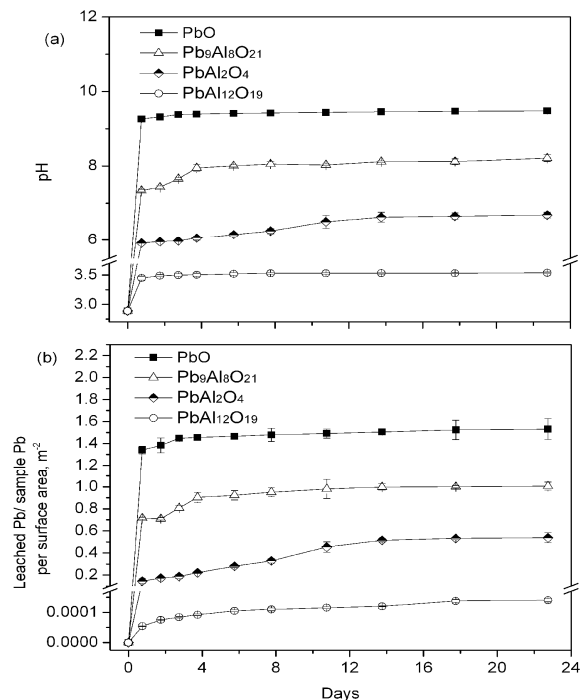 (a)
12
10
8
6
3.5
3.0
pH
PbO
Pb₉Al₈O₂₁
PbAl₂O₄
PbAl₁₂O₁₉
(b)
2.2
2.0
1.8
1.6
1.4
1.2
1.0
0.8
0.6
0.4
0.2
0.0001
0.0000
Leached Pb/ sample Pb
per surface area, m⁻²
PbO
Pb₉Al₈O₂₁
PbAl₂O₄
PbAl₁₂O₁₉
0 4 8 12 16 20 24
Days